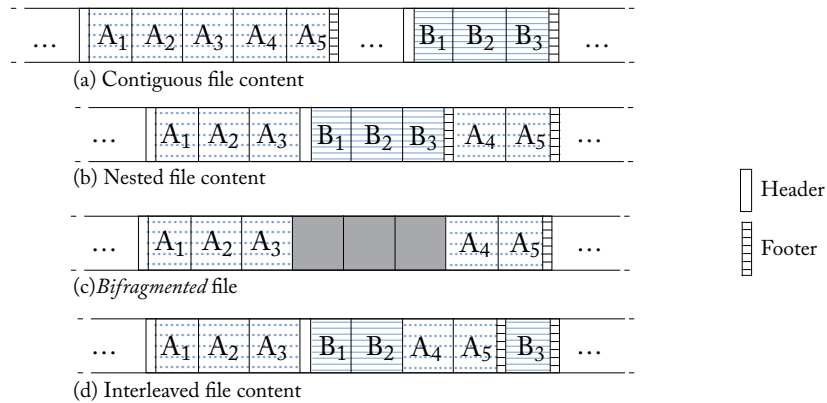 ... A1 A2 A3 A4 A5 ... B1 B2 B3 ...
(a) Contiguous file content
... A1 A2 A3 B1 B2 B3 A4 A5 ...
(b) Nested file content
Header
... A1 A2 A3 A4 A5 ...
Footer
(c)Bifragmented file
... A1 A2 A3 B1 B2 A4 A5 B3 ...
(d) Interleaved file content